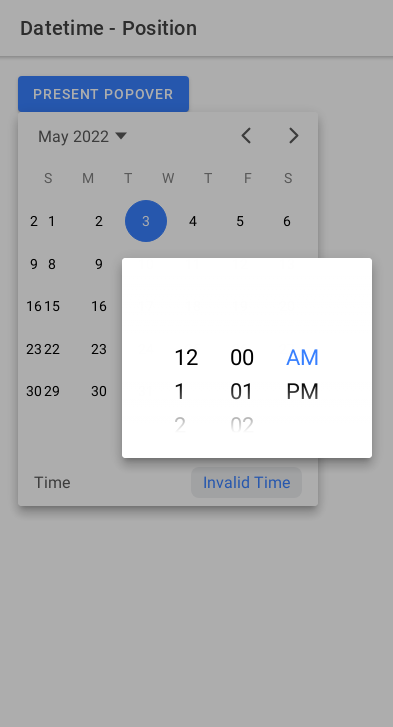 Datetime - Position
PRESENT POPOVER
May 2022
S M T W T F S
2 1 2 3 4 5 6
9 8 9
16 15 16
23 22 23
30 29 30
12 00 AM
1 01 PM
2 02
Time Invalid Time